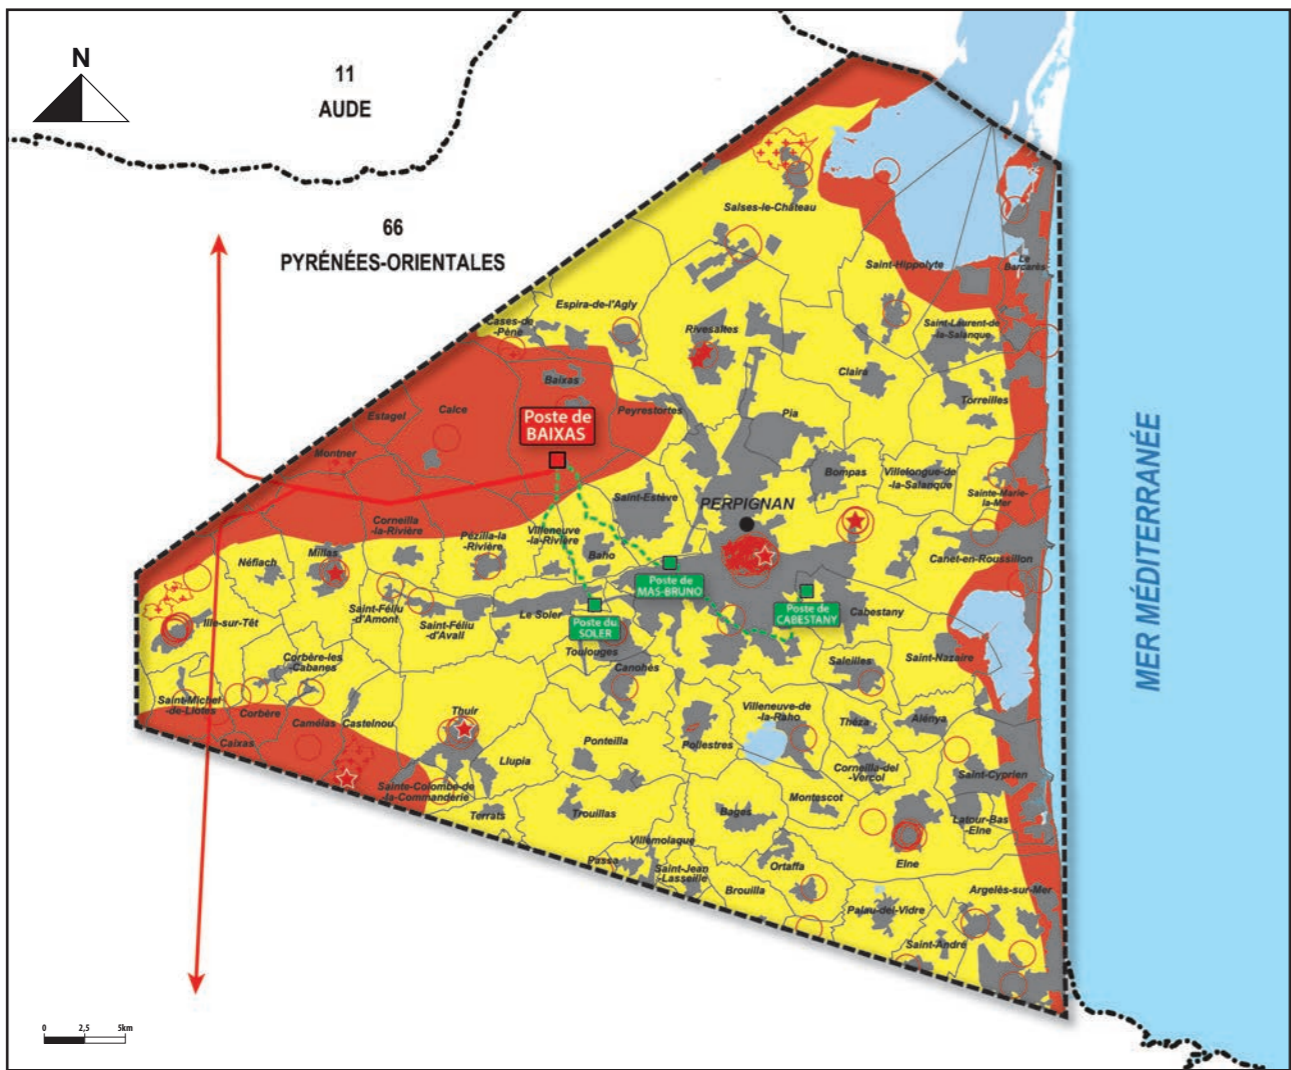 N
11
AUDE
66
PYRÉNÉES-ORIENTALES
Salses-le-Château
Saint-Hippolyte
Le
Barcarès
Espira-de-l'Agly
Cases-de
-Pène
Rivesaltes
Saint-Laurent-de
-la-Salanque
Claira
Torreilles
Baixas
Calce
Estagel
Peyrestortes
Pia
Poste de
BAIXAS
Montner
Bompas
Villelongue-de
-la-Salanque
Sainte-Marie-
la-Mer
Saint-Estève
PERPIGNAN
Corneilla
-la-Rivière
Pézilla-la
-Rivière
Villeneuve
-la-Rivière
Baho
Millas
Néfiach
Canet-en-Roussillon
Poste de
MAS-BRUNO
Poste de
CABESTANY
Cabestany
Saint-Féliu
-d'Amont
Saint-Féliu
-d'Avall
Le Soler
Poste du
SOLER
Ille-sur-Têt
Toulouges
Canohès
Saleilles
Saint-Nazaire
Corbère-les
-Cabanes
Saint-Michel
-de-Llotes
Corbère
Camélas
Castelnou
Thuir
Villeneuve-de-
la-Raho
Théza
Alénya
Caixas
Ponteilla
Pollestres
Llupia
Corneilla-del
-Vercol
Saint-Cyprien
Sainte-Colombe-de
-la-Commanderie
Montescot
Terrats
Trouillas
Bages
Latour-Bas
-Elne
Villemolaque
Passa
Saint-Jean
-Lasseille
Ortaffa
Elne
Brouilla
Argelès-sur-Mer
Palau-del-Vidre
Saint-André
MER MÉDITERRANÉE
0 2,5 5km